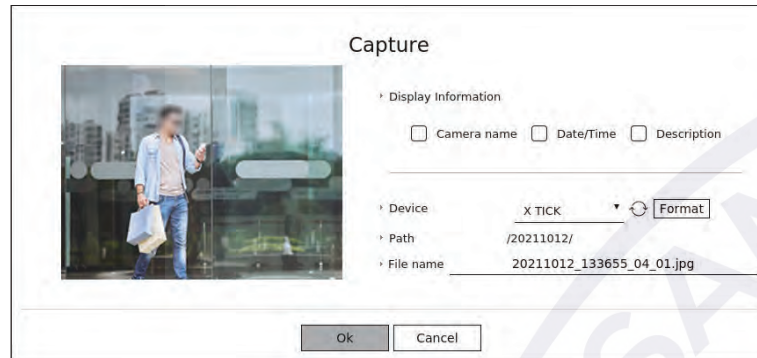 Capture
Display Information
Camera name Date/Time Description
Device X TICK Format
Path /20211012/
File name 20211012_133655_04_01.jpg
Ok Cancel